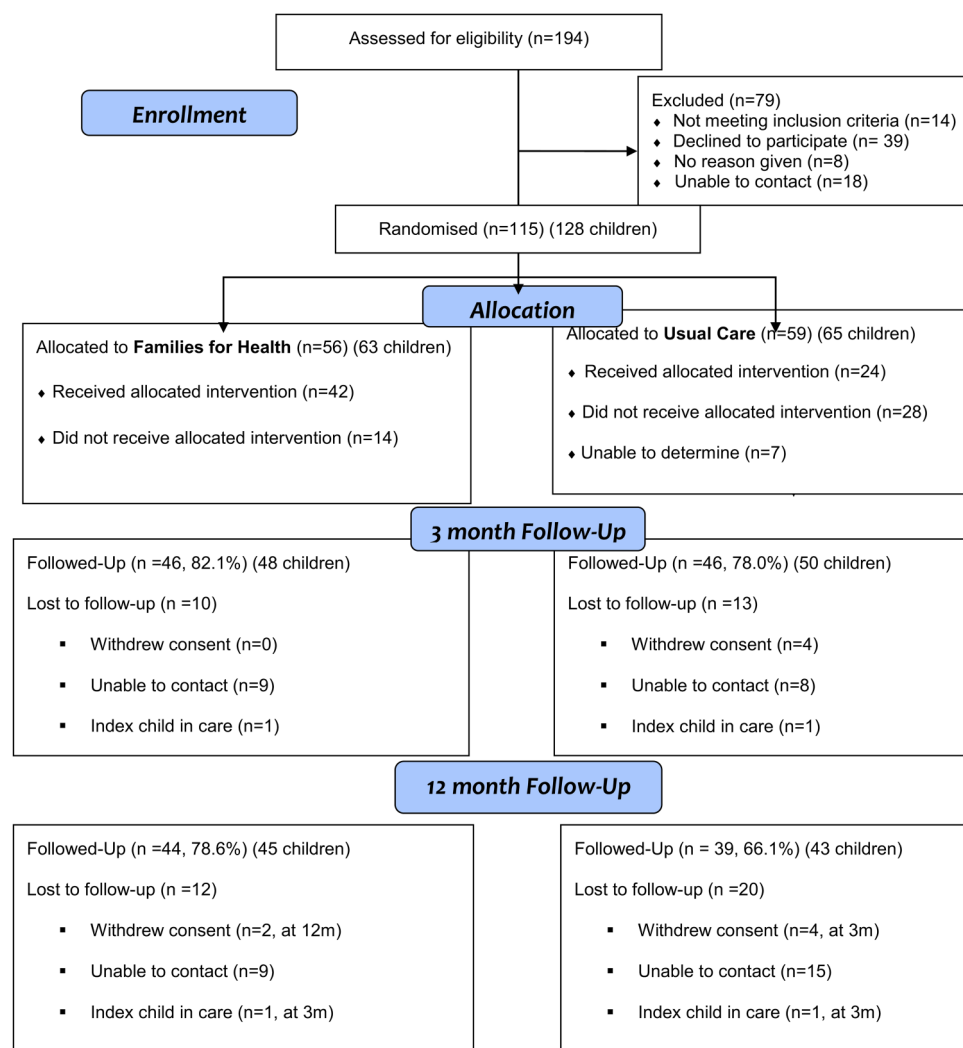 Assessed for eligibility (n=194)
Enrollment
Excluded (n=79)
♦ Not meeting inclusion criteria (n=14)
♦ Declined to participate (n= 39)
♦ No reason given (n=8)
♦ Unable to contact (n=18)
Randomised (n=115) (128 children)
Allocation
Allocated to Families for Health (n=56) (63 children)
♦ Received allocated intervention (n=42)
♦ Did not receive allocated intervention (n=14)
Allocated to Usual Care (n=59) (65 children)
♦ Received allocated intervention (n=24)
♦ Did not receive allocated intervention (n=28)
♦ Unable to determine (n=7)
3 month Follow-Up
Followed-Up (n =46, 82.1%) (48 children)
Lost to follow-up (n =10)
▪ Withdrew consent (n=0)
▪ Unable to contact (n=9)
▪ Index child in care (n=1)
Followed-Up (n =46, 78.0%) (50 children)
Lost to follow-up (n =13)
▪ Withdrew consent (n=4)
▪ Unable to contact (n=8)
▪ Index child in care (n=1)
12 month Follow-Up
Followed-Up (n =44, 78.6%) (45 children)
Lost to follow-up (n =12)
▪ Withdrew consent (n=2, at 12m)
▪ Unable to contact (n=9)
▪ Index child in care (n=1, at 3m)
Followed-Up (n = 39, 66.1%) (43 children)
Lost to follow-up (n =20)
▪ Withdrew consent (n=4, at 3m)
▪ Unable to contact (n=15)
▪ Index child in care (n=1, at 3m)